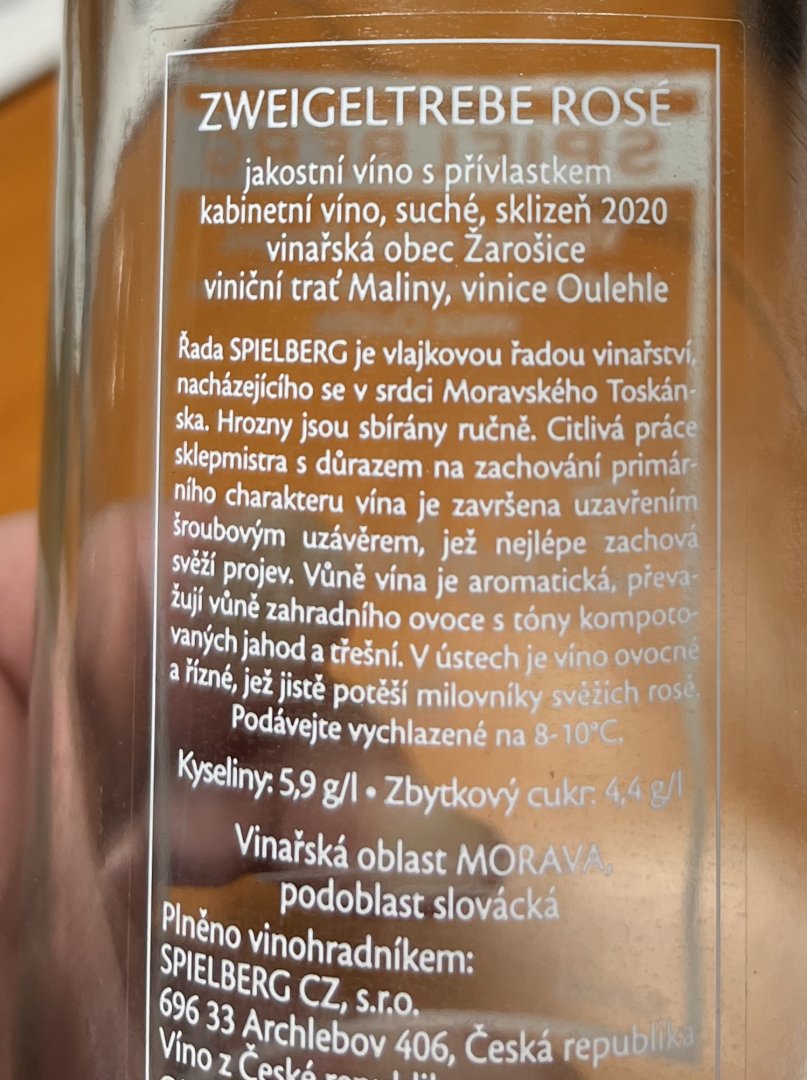 ZWEIGELTREBE ROSÉ
jakostní víno s přívlastkem
kabinetní víno, suché, sklizeň 2020
vinařská obec Žarošice
viniční trať Maliny, vinice Oulehle
Řada SPIELBERG je vlajkovou řadou vinařství,
nacházejícího se v srdci Moravského Toskán-
ska. Hrozny jsou sbírány ručně. Citlivá práce
sklepmistra s důrazem na zachování primár-
ního charakteru vína je završena uzavřením
šroubovým uzávěrem, jež nejlépe zachová
svěží projev. Vůně vína je aromatická, převa-
žují vůně zahradního ovoce s tóny kompoto-
vaných jahod a třešní. V ústech je víno ovocné
a řízné, jež jistě potěší milovníky svěžích rosé.
Podávejte vychlazené na 8-10°C.
Kyseliny: 5,9 g/l • Zbytkový cukr: 4,4 g/l
Vinařská oblast MORAVA,
podoblast slovácká
Plněno vinohradníkem:
SPIELBERG CZ, s.r.o.
696 33 Archlebov 406, Česká republika
Víno z České republik